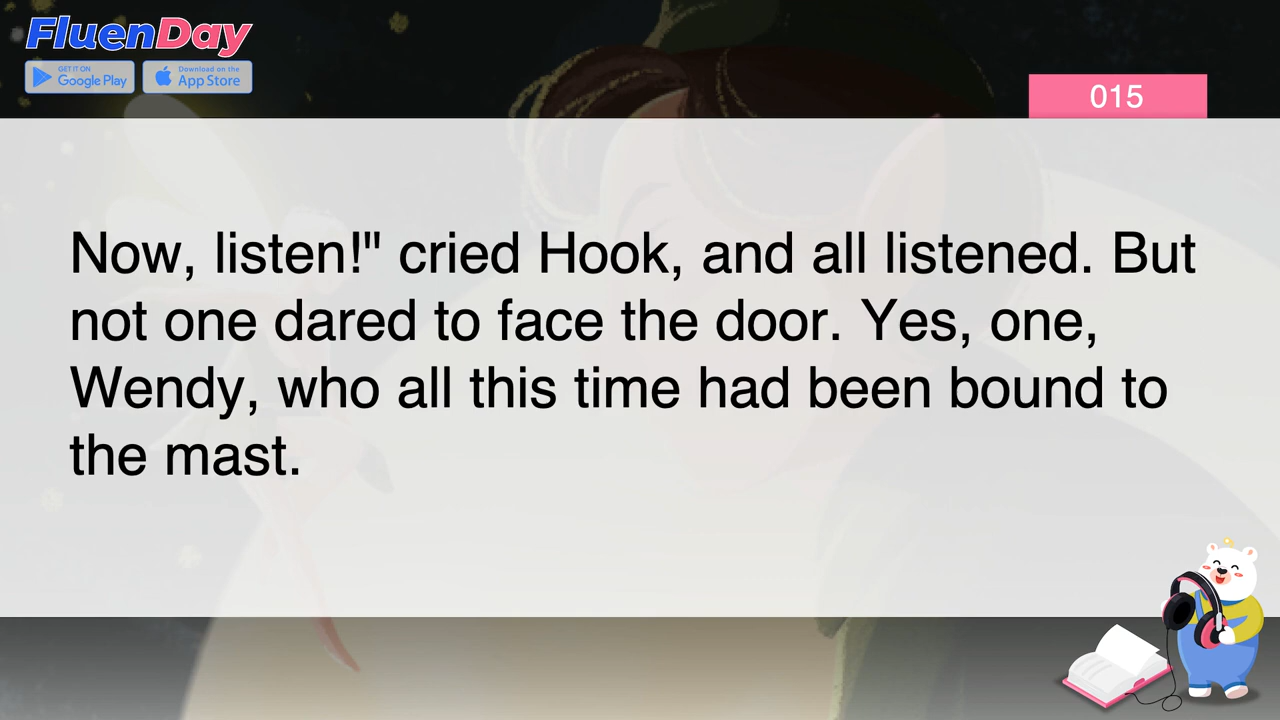 FluenDay
GET IT ON
Google Play
Download on the
App Store
015
Now, listen!" cried Hook, and all listened. But
not one dared to face the door. Yes, one,
Wendy, who all this time had been bound to
the mast.